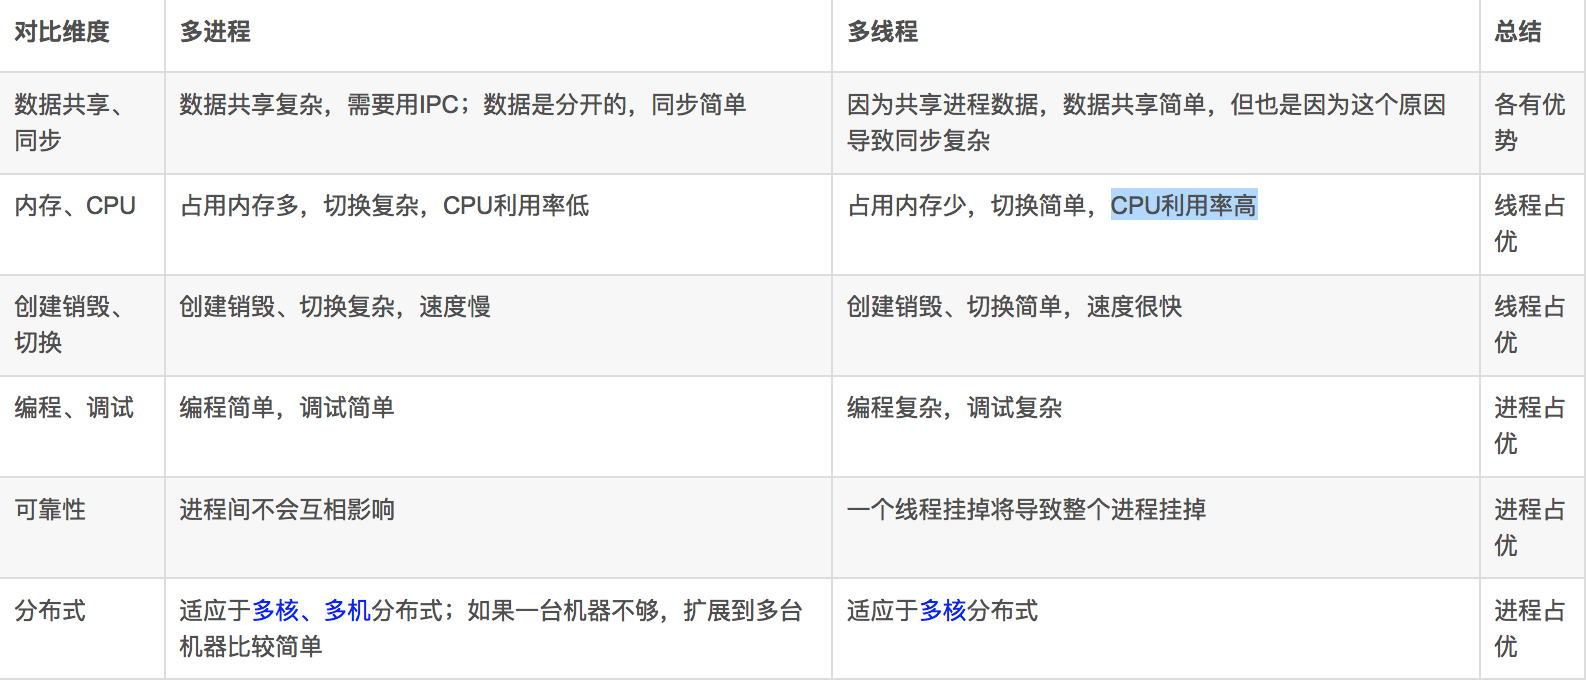 对比维度 多进程 多线程 总结
数据共享、 数据共享复杂，需要用IPC；数据是分开的，同步简单 因为共享进程数据，数据共享简单，但也是因为这个原因 各有优
同步 导致同步复杂 势
内存、CPU 占用内存多，切换复杂，CPU利用率低 占用内存少，切换简单，CPU利用率高 线程占
优
创建销毁、 创建销毁、切换复杂，速度慢 创建销毁、切换简单，速度很快 线程占
切换 优
编程、调试 编程简单，调试简单 编程复杂，调试复杂 进程占
优
可靠性 进程间不会互相影响 一个线程挂掉将导致整个进程挂掉 进程占
优
分布式 适应于多核、多机分布式；如果一台机器不够，扩展到多台 适应于多核分布式 进程占
机器比较简单 优